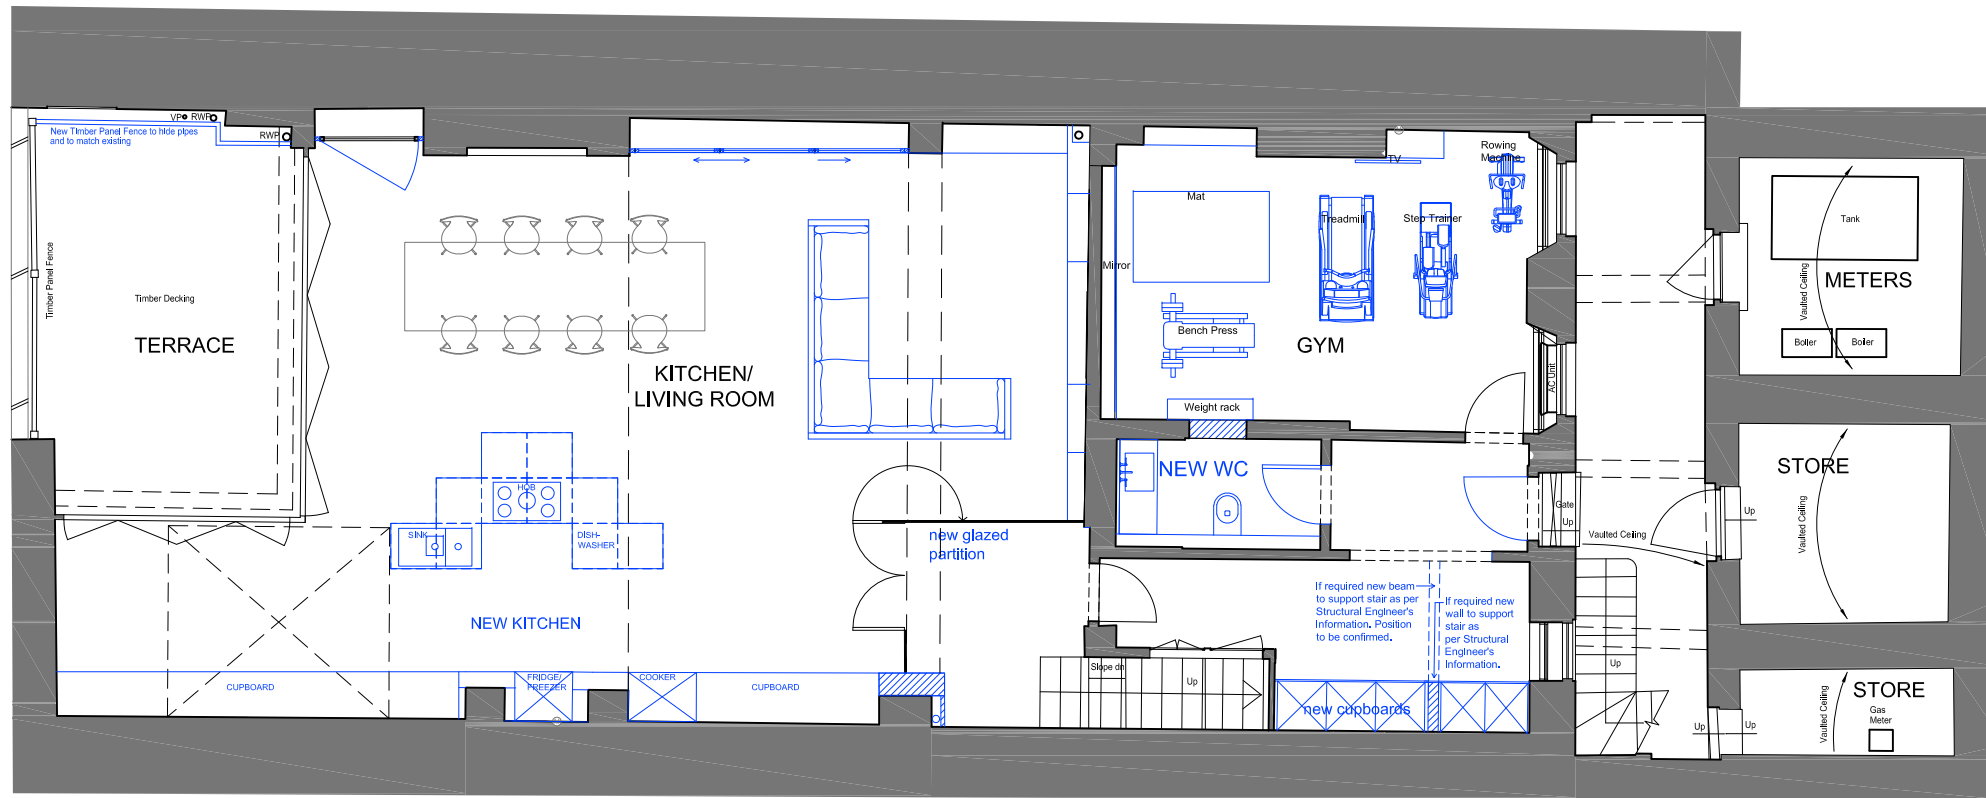 VP
RWP
New Timber Panel Fence to hide pipes
and to match existing
RWP
Timber Panel Fence
Timber Decking
TERRACE
KITCHEN/
LIVING ROOM
HOB
SINK
DISH-
WASHER
NEW KITCHEN
CUPBOARD
FRIDGE/
FREEZER
COOKER
CUPBOARD
new glazed
partition
Mirror
Mat
TV
Treadmill
Step Trainer
Rowing
Machine
Bench Press
GYM
Weight rack
AC Unit
NEW WC
Gate
Up
Vaulted Ceiling
If required new beam
to support stair as per
Structural Engineer's
Information. Position
to be confirmed.
If required new
wall to support
stair as
per Structural
Engineer's
Information.
Slope dn
Up
new cupboards
Up
Tank
METERS
Vaulted Ceiling
Boiler
Boiler
STORE
Vaulted Ceiling
Up
STORE
Gas
Meter
Vaulted Ceiling
Up
Up